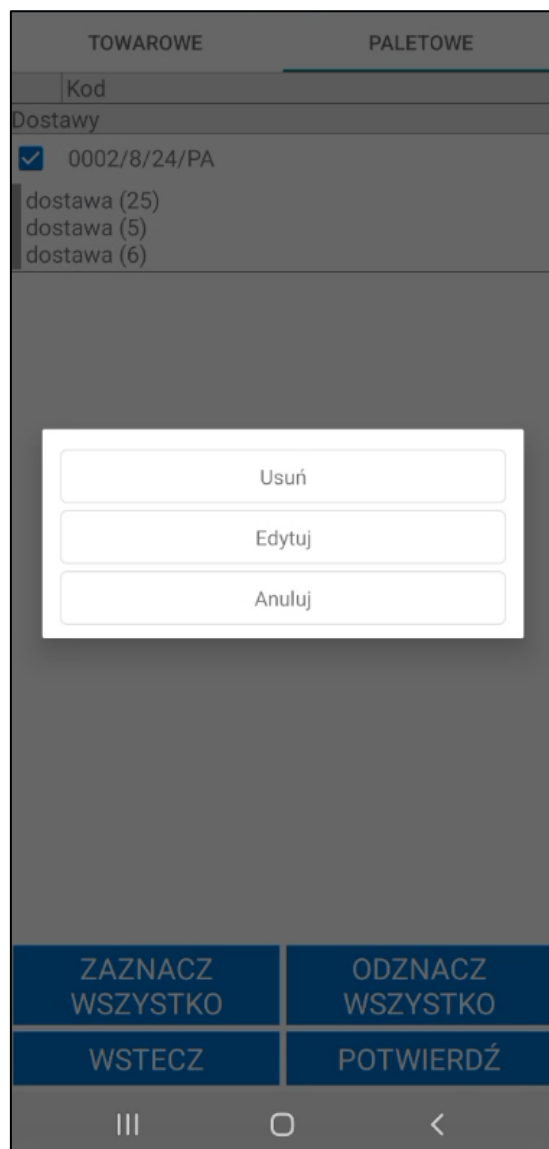 TOWAROWE PALETOWE
Kod
Dostawy
0002/8/24/PA
dostawa (25)
dostawa (5)
dostawa (6)
Usuń
Edytuj
Anuluj
ZAZNACZ WSZYSTKO
ODZNACZ WSZYSTKO
WSTECZ
POTWIERDŹ